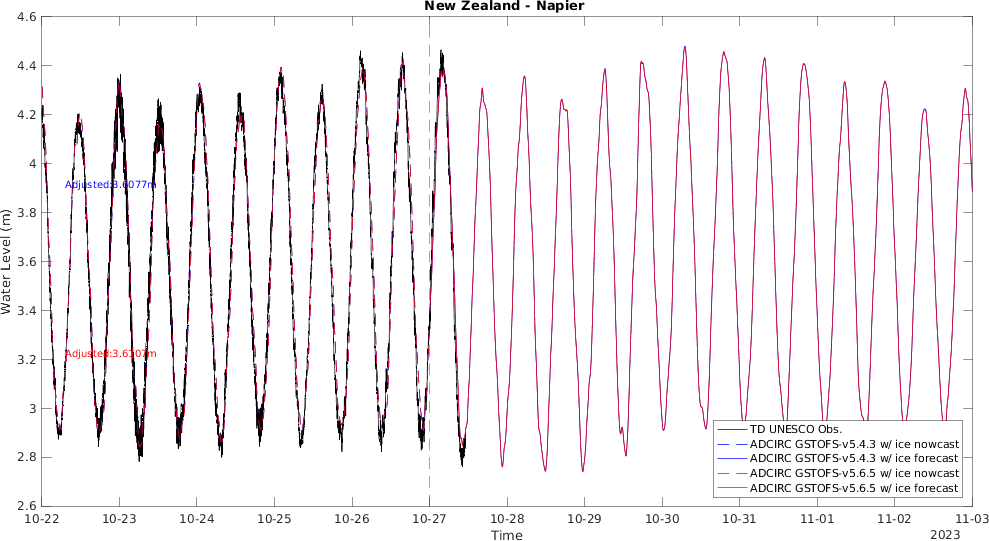 New Zealand - Napier
4.6
4.4
4.2
4
3.8
3.6
3.4
3.2
3
2.8
2.6
Water Level (m)
Adjusted:3.6077m
TD UNESCO Obs.
ADCIRC GSTOFS-v5.4.3 w/ ice nowcast
ADCIRC GSTOFS-v5.4.3 w/ ice forecast
ADCIRC GSTOFS-v5.6.5 w/ ice nowcast
ADCIRC GSTOFS-v5.6.5 w/ ice forecast
10-22 10-23 10-24 10-25 10-26 10-27 10-28 10-29 10-30 10-31 11-01 11-02 11-03
Time
2023